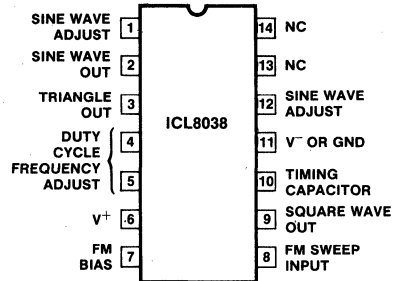 SINE WAVE
ADJUST
1
SINE WAVE
OUT
2
TRIANGLE
OUT
3
DUTY
CYCLE
FREQUENCY
ADJUST
4
5
V+
6
FM
BIAS
7
ICL8038
14
NC
13
NC
12
SINE WAVE
ADJUST
11
V− OR GND
10
TIMING
CAPACITOR
9
SQUARE WAVE
OUT
8
FM SWEEP
INPUT